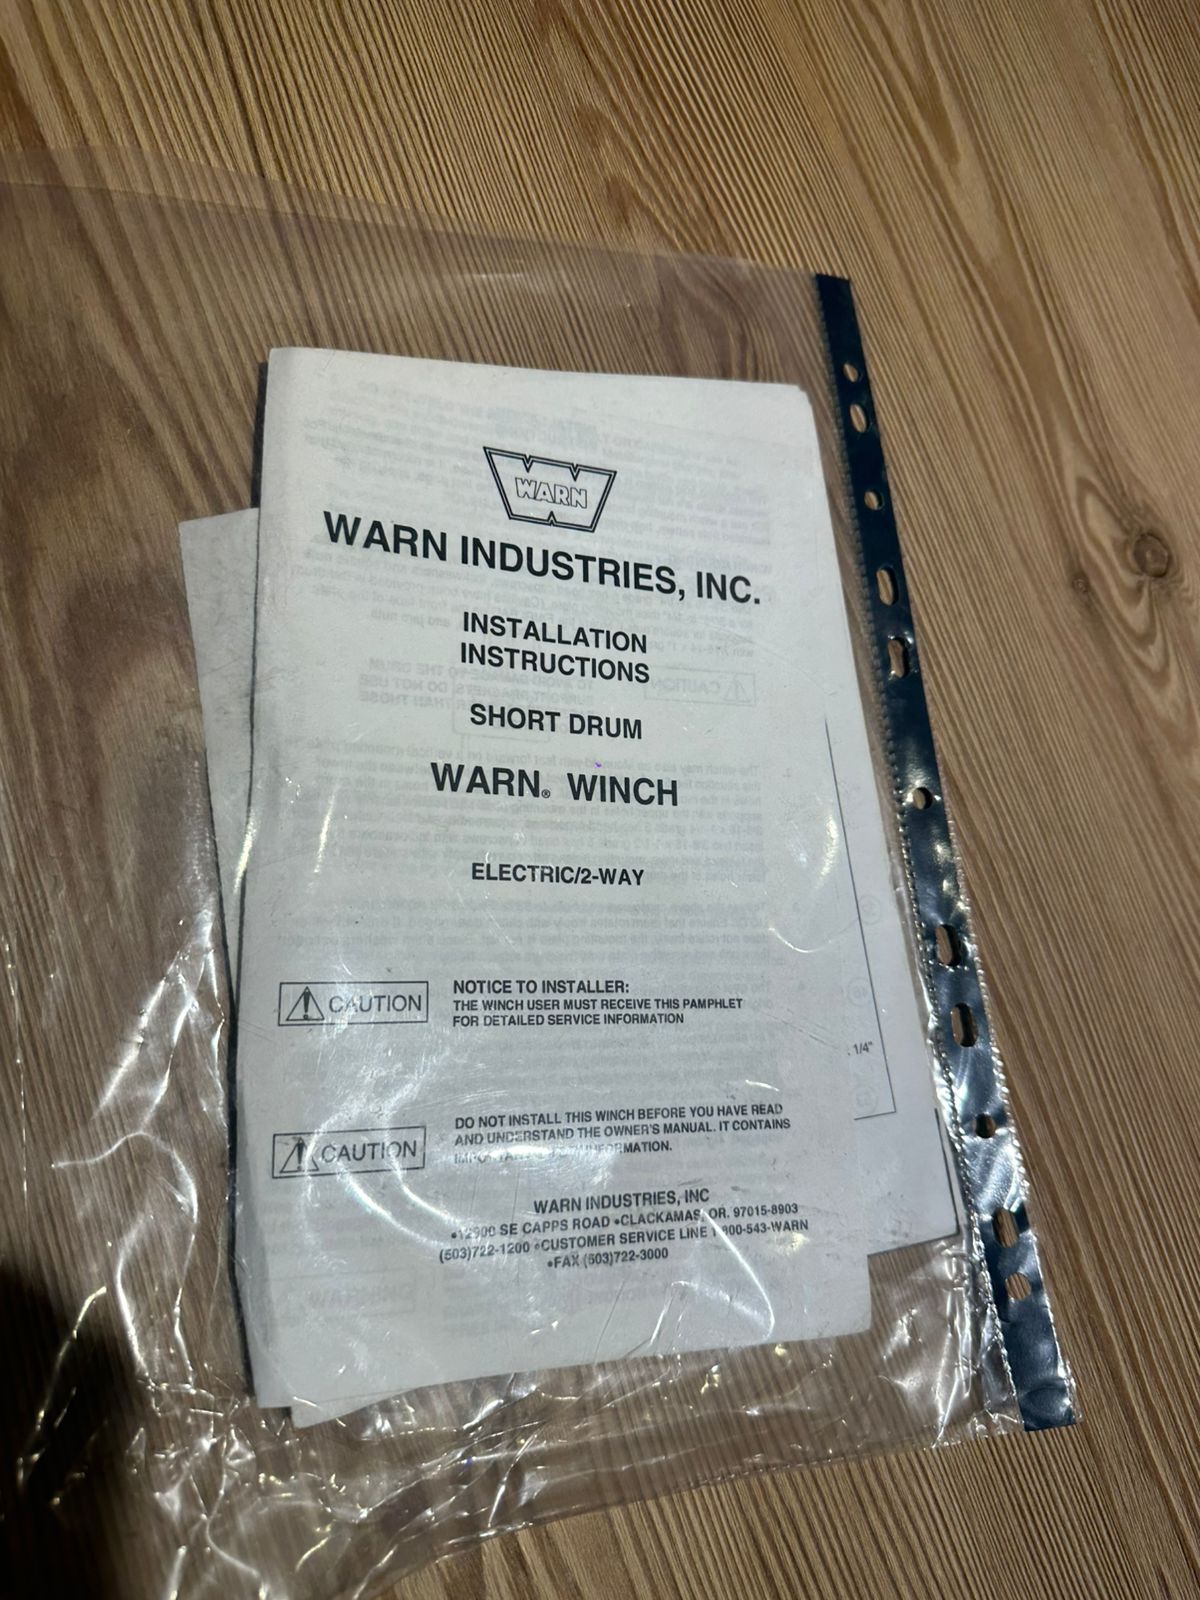 WARN
WARN INDUSTRIES, INC.
INSTALLATION
INSTRUCTIONS
SHORT DRUM
WARN® WINCH
ELECTRIC/2-WAY
CAUTION
NOTICE TO INSTALLER:
THE WINCH USER MUST RECEIVE THIS PAMPHLET
FOR DETAILED SERVICE INFORMATION
CAUTION
DO NOT INSTALL THIS WINCH BEFORE YOU HAVE READ
AND UNDERSTAND THE OWNER'S MANUAL. IT CONTAINS
INFORMATION.
WARN INDUSTRIES, INC
•12900 SE CAPPS ROAD •CLACKAMAS, OR. 97015-8903
(503)722-1200 •CUSTOMER SERVICE LINE 1-800-543-WARN
•FAX (503)722-3000
1/4"